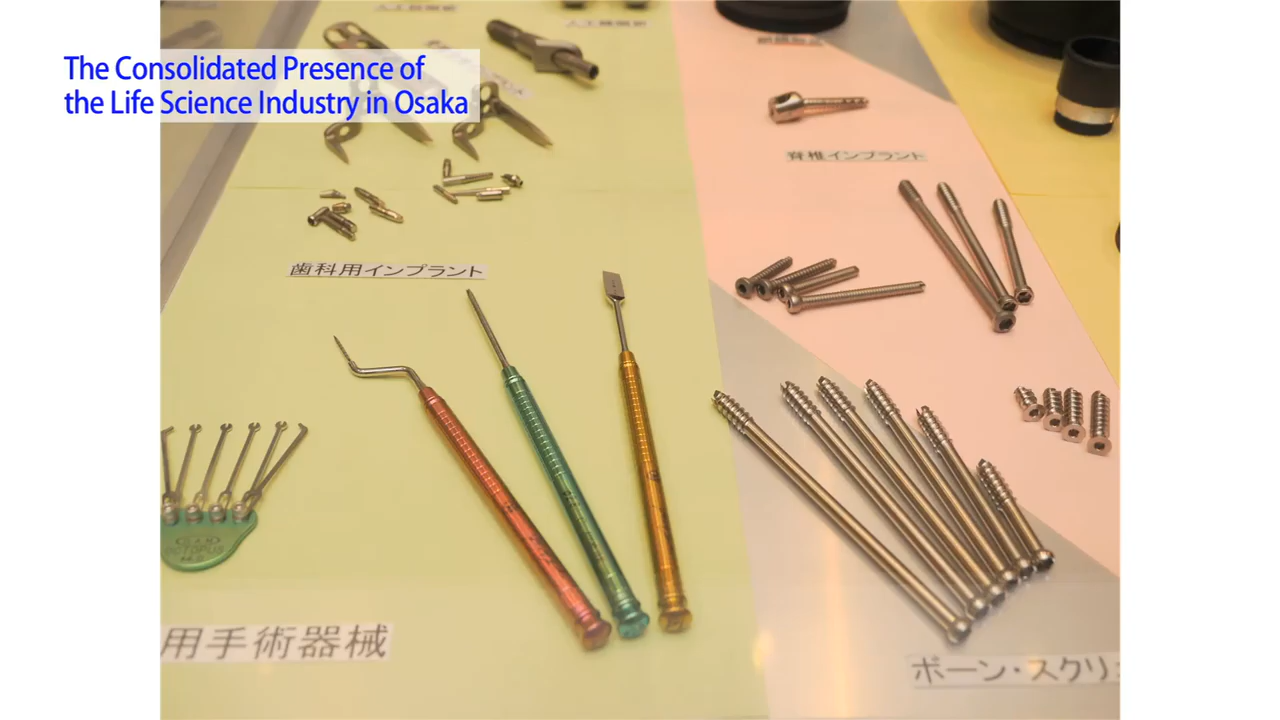 The Consolidated Presence of
the Life Science Industry in Osaka
脊椎インプラント
歯科用インプラント
OCTOPUS
用手術器械
ボーン・スクリュ